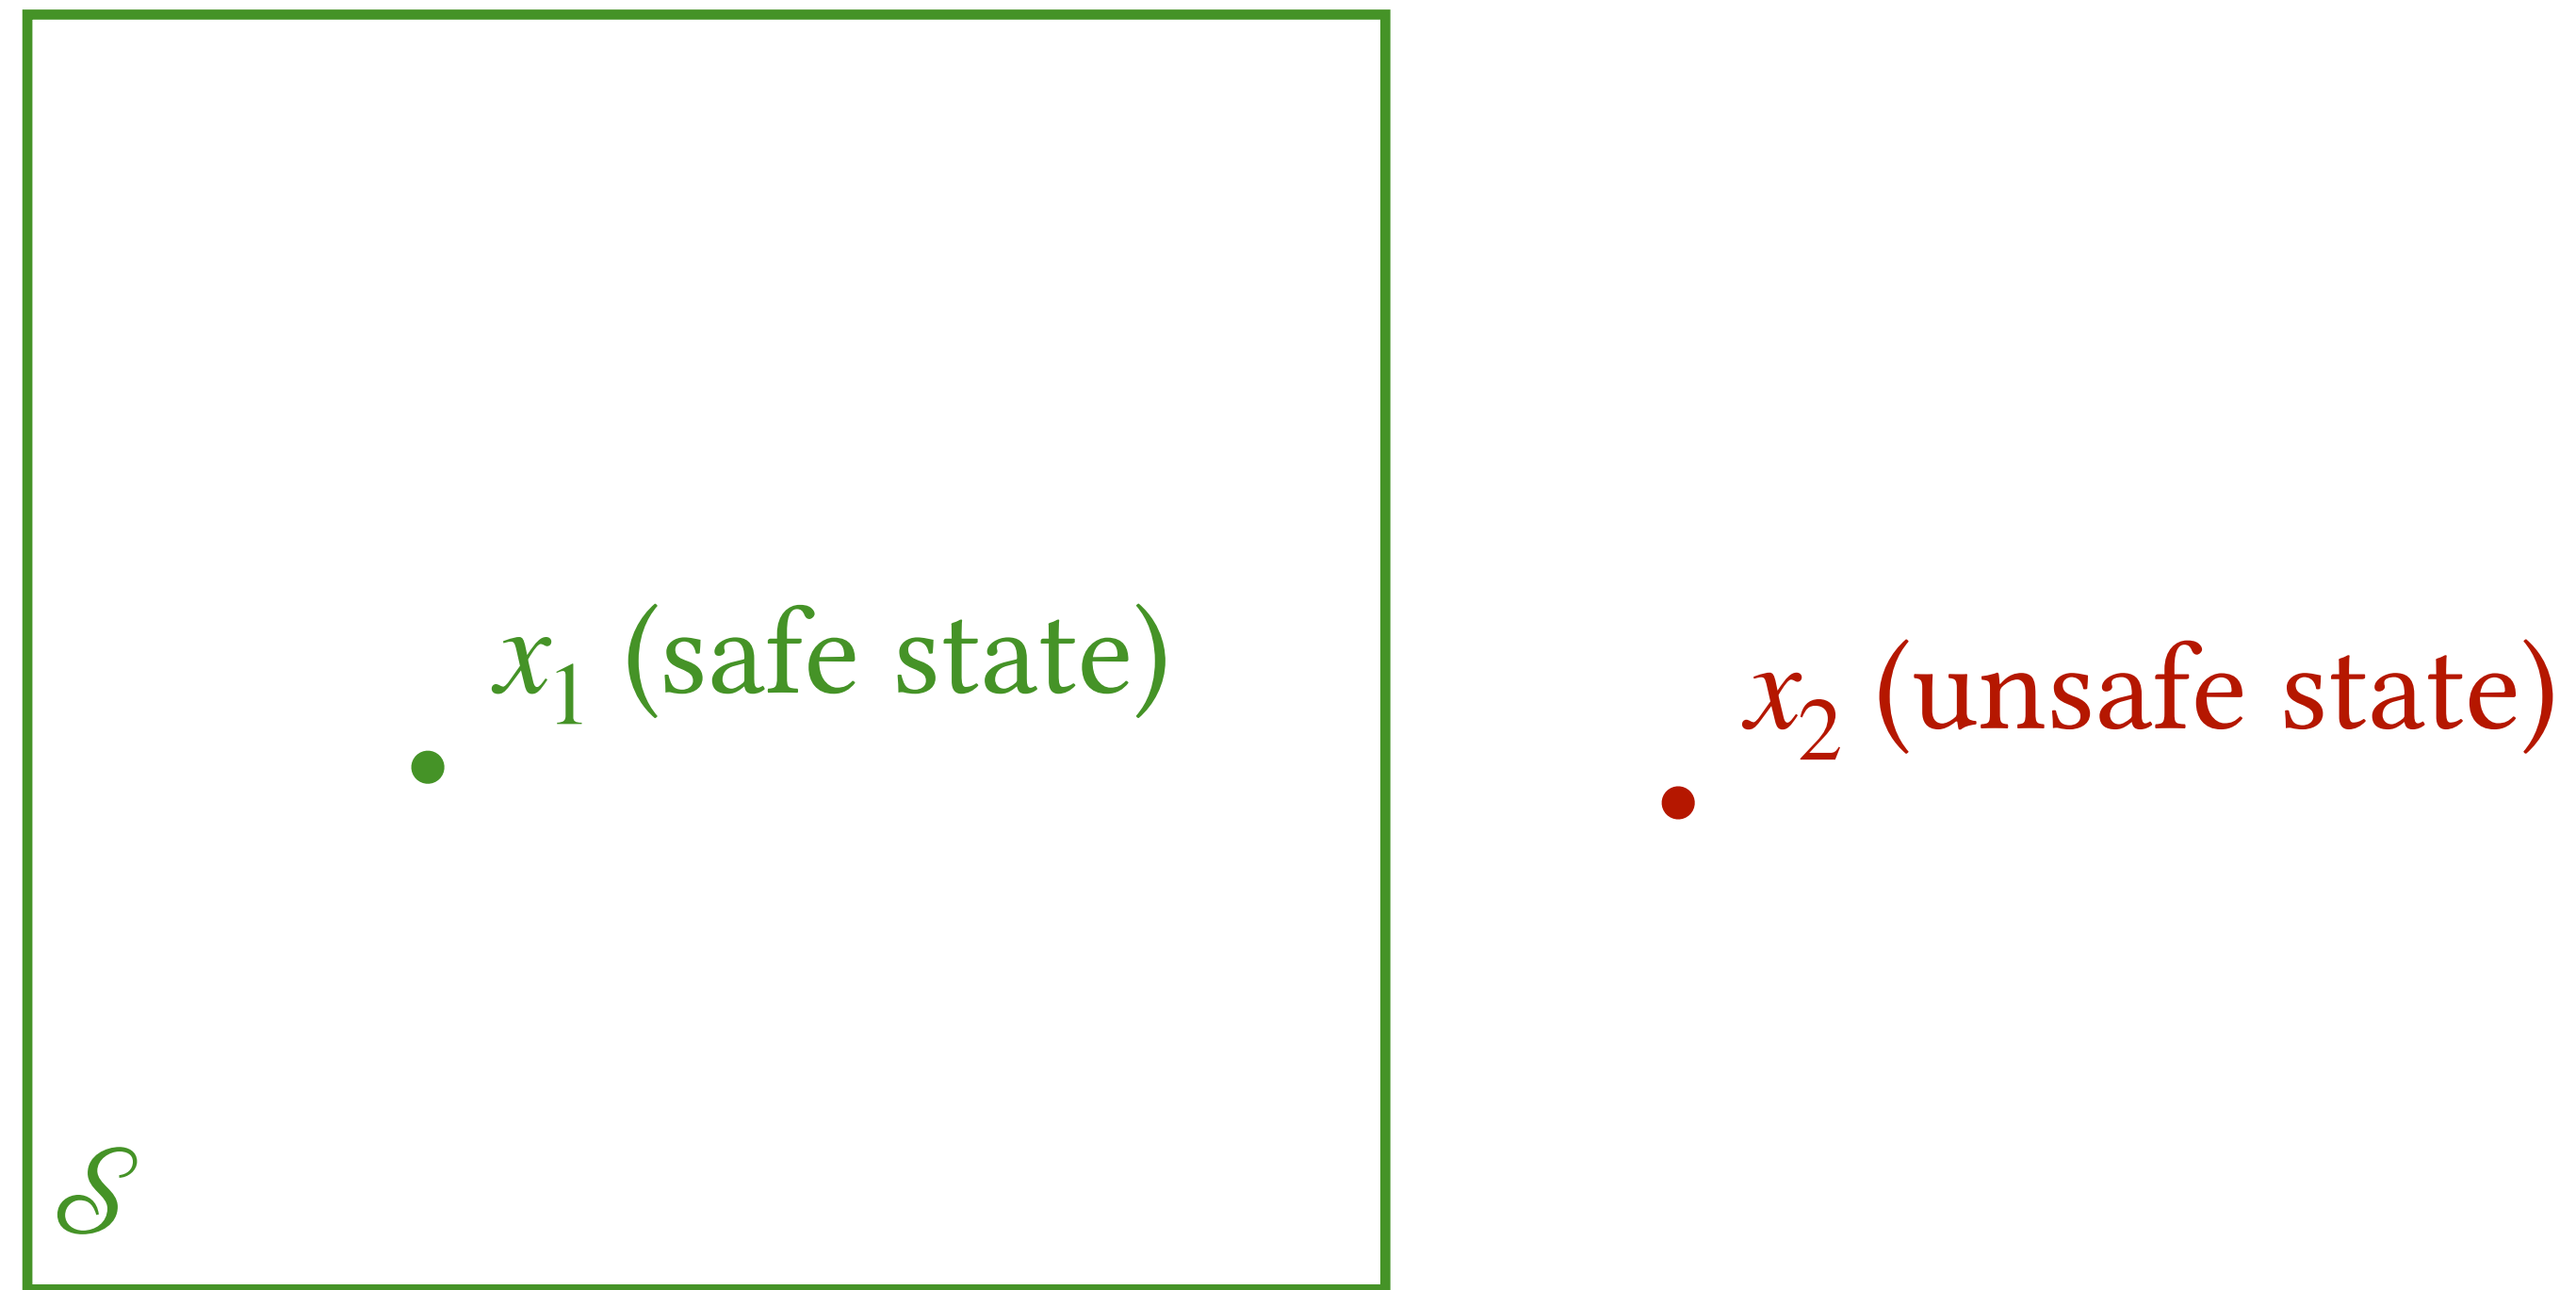 x₁ (safe state)
x₂ (unsafe state)
𝒮